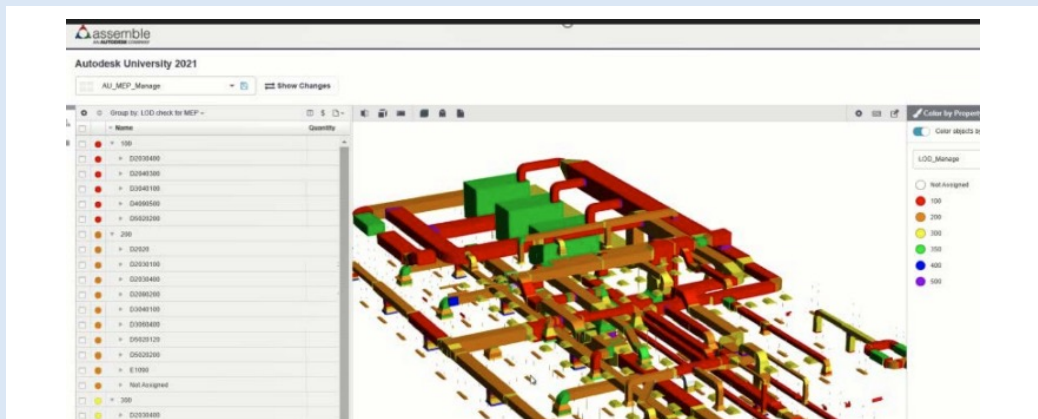 assemble
AN AUTODESK COMPANY
Autodesk University 2021
AU_MEP_Manage
Show Changes
Group by: LOD check for MEP
$
Color by Propert
Name
Quantity
Color objects by
100
LOD_Manage
D2030400
D2040300
Not Assigned
D3040100
100
D4090500
200
D5020200
300
200
350
D2020
400
D2030100
500
D2030400
D2090200
D3040100
D3060400
D5020120
D5020200
E1090
Not Assigned
300
D2030400